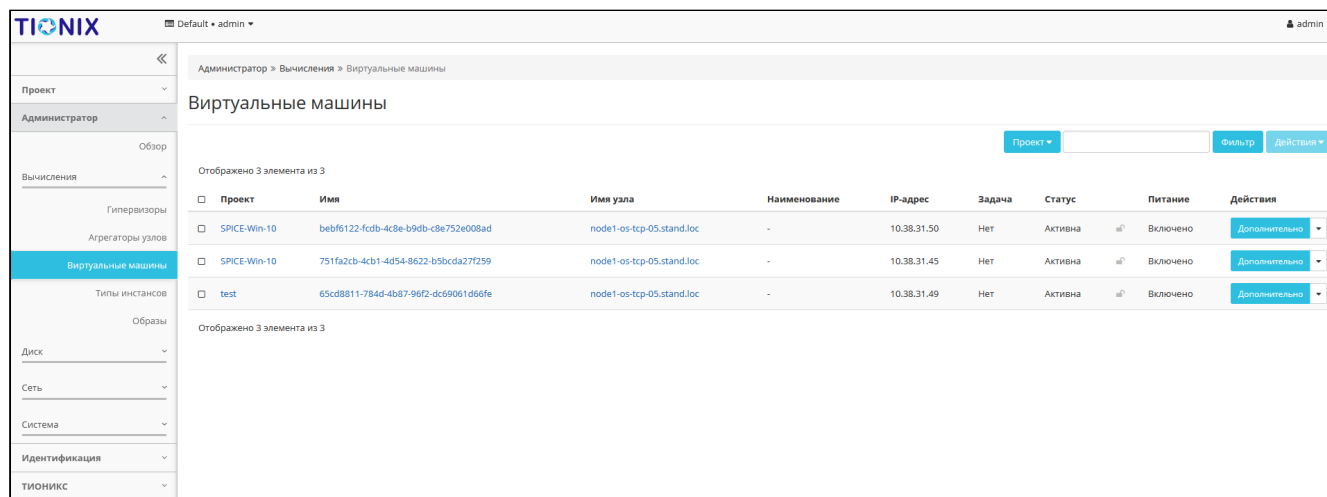 TIONIX
Default • admin
admin
Проект
Администратор
Обзор
Вычисления
Гипервизоры
Агрегаторы узлов
Виртуальные машины
Типы инстансов
Образы
Диск
Сеть
Система
Идентификация
ТИОНИКС
Администратор » Вычисления » Виртуальные машины
Виртуальные машины
Проект Фильтр Действия
Отображено 3 элемента из 3
Проект Имя Имя узла Наименование IP-адрес Задача Статус Питание Действия
SPICE-Win-10 bebf6122-fcdb-4c8e-b9db-c8e752e008ad node1-os-tcp-05.stand.loc - 10.38.31.50 Нет Активна Включено Дополнительно
SPICE-Win-10 751fa2cb-4cb1-4d54-8622-b5bcda27f259 node1-os-tcp-05.stand.loc - 10.38.31.45 Нет Активна Включено Дополнительно
test 65cd8811-784d-4b87-96f2-dc69061d66fe node1-os-tcp-05.stand.loc - 10.38.31.49 Нет Активна Включено Дополнительно
Отображено 3 элемента из 3